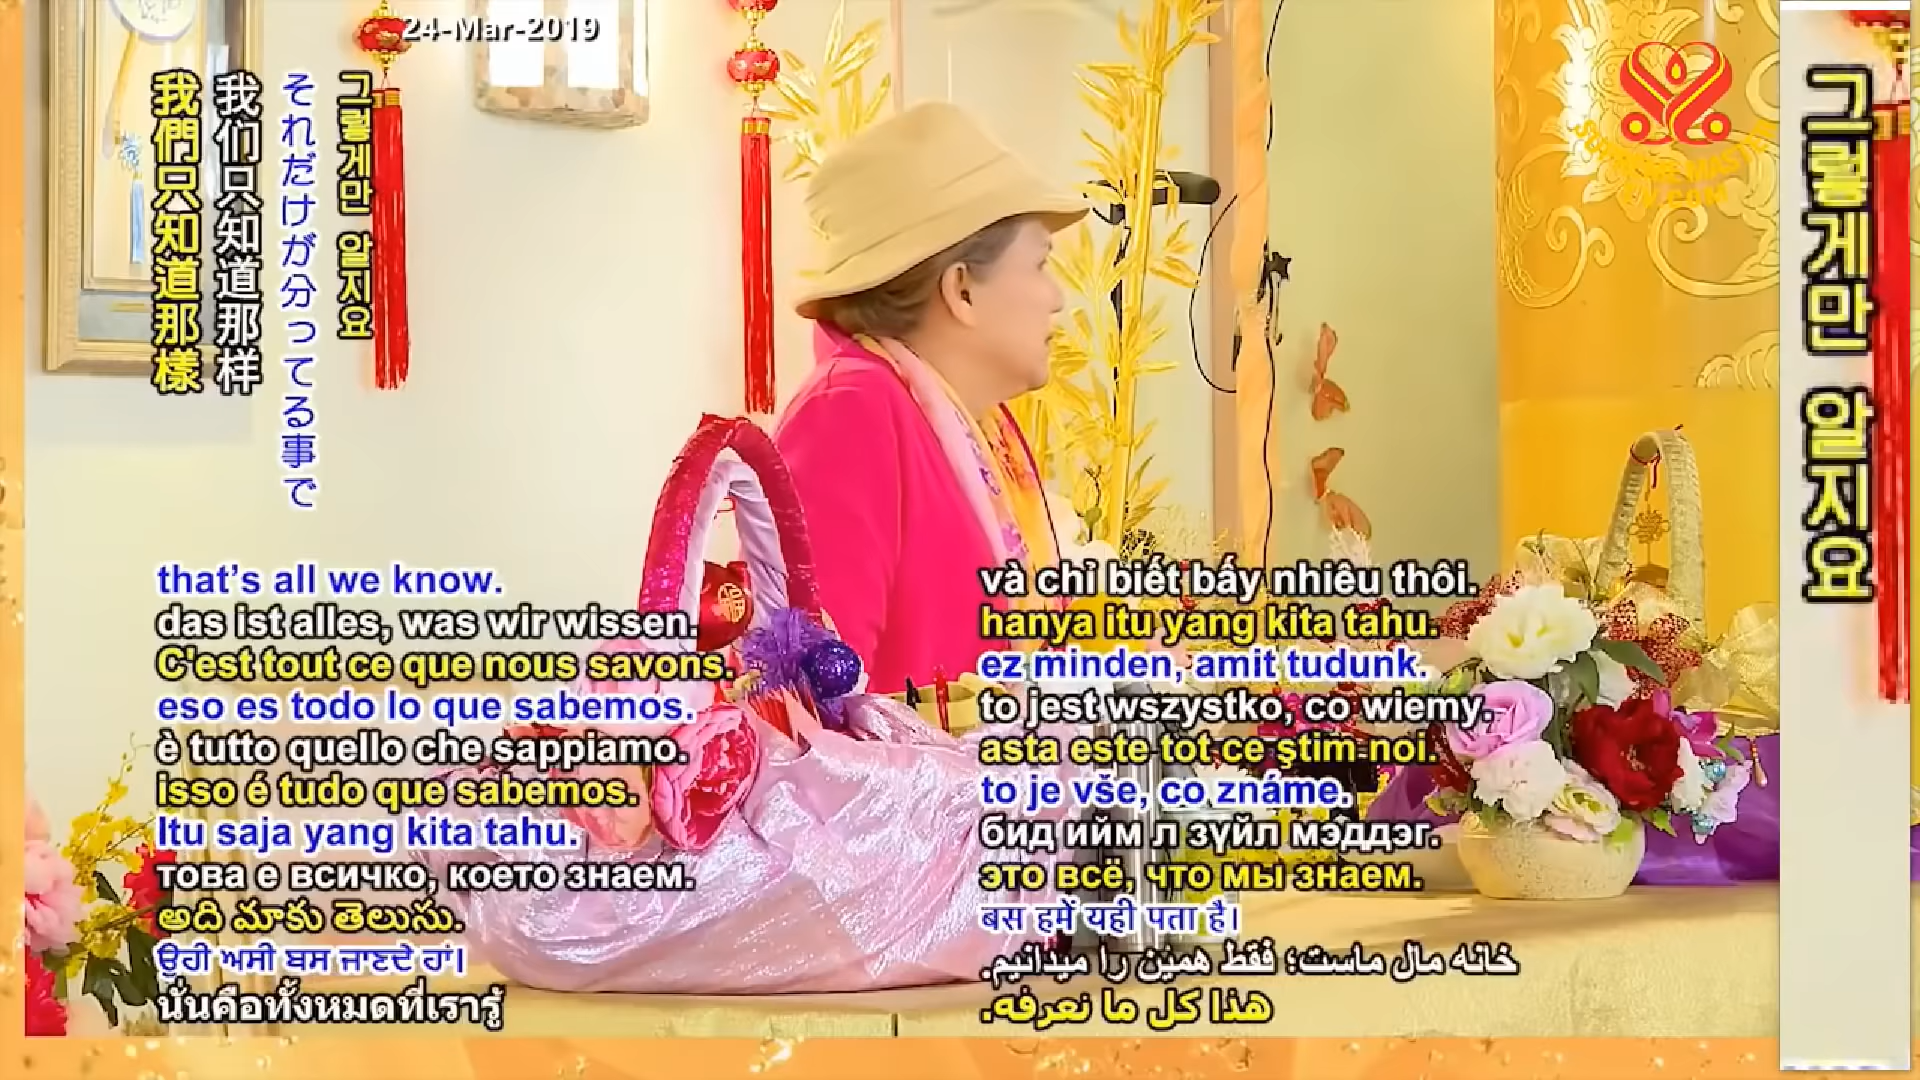 24-Mar-2019
SUPREME MASTER
TV.COM
그렇게만 알지요
それだけが分ってる事で
我们只知道那样
我們只知道那樣
that's all we know.
das ist alles, was wir wissen.
C'est tout ce que nous savons.
eso es todo lo que sabemos.
è tutto quello che sappiamo.
isso é tudo que sabemos.
Itu saja yang kita tahu.
това е всичко, което знаем.
అది మాకు తెలుసు.
ਉਹੀ ਅਸੀ ਬਸ ਜਾਣਦੇ ਹਾਂ।
นั่นคือทั้งหมดที่เรารู้
và chỉ biết bấy nhiêu thôi.
hanya itu yang kita tahu.
ez minden, amit tudunk.
to jest wszystko, co wiemy.
asta este tot ce ştim noi.
to je vše, co známe.
бид ийм л зүйл мэддэг.
это всё, что мы знаем.
बस हमें यही पता है।
خانه مال ماست؛ فقط همین را میدانیم.
هذا كل ما نعرفه.
그렇게만 알지요